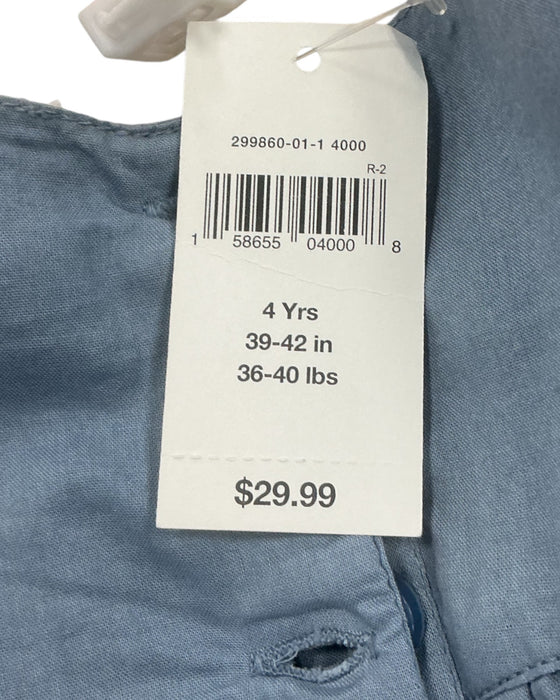 299860-01-1 4000
R-2
1 58655 04000 8
4 Yrs
39-42 in
36-40 lbs
$29.99